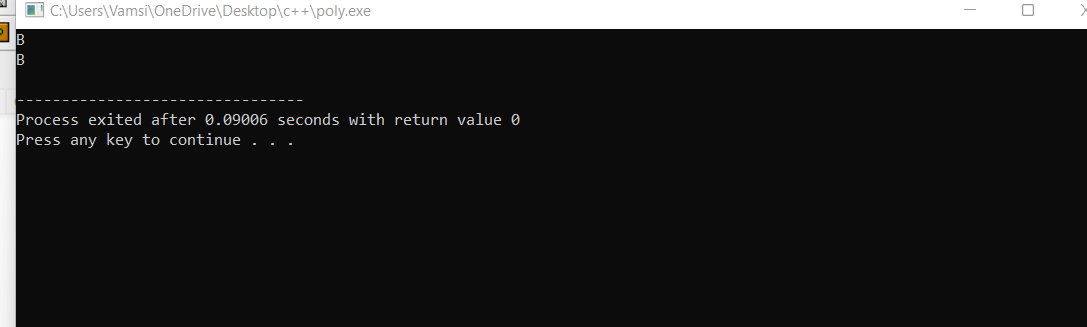 C:\Users\Vamsi\OneDrive\Desktop\c++\poly.exe
B
B
--------------------------------
Process exited after 0.09006 seconds with return value 0
Press any key to continue . . .